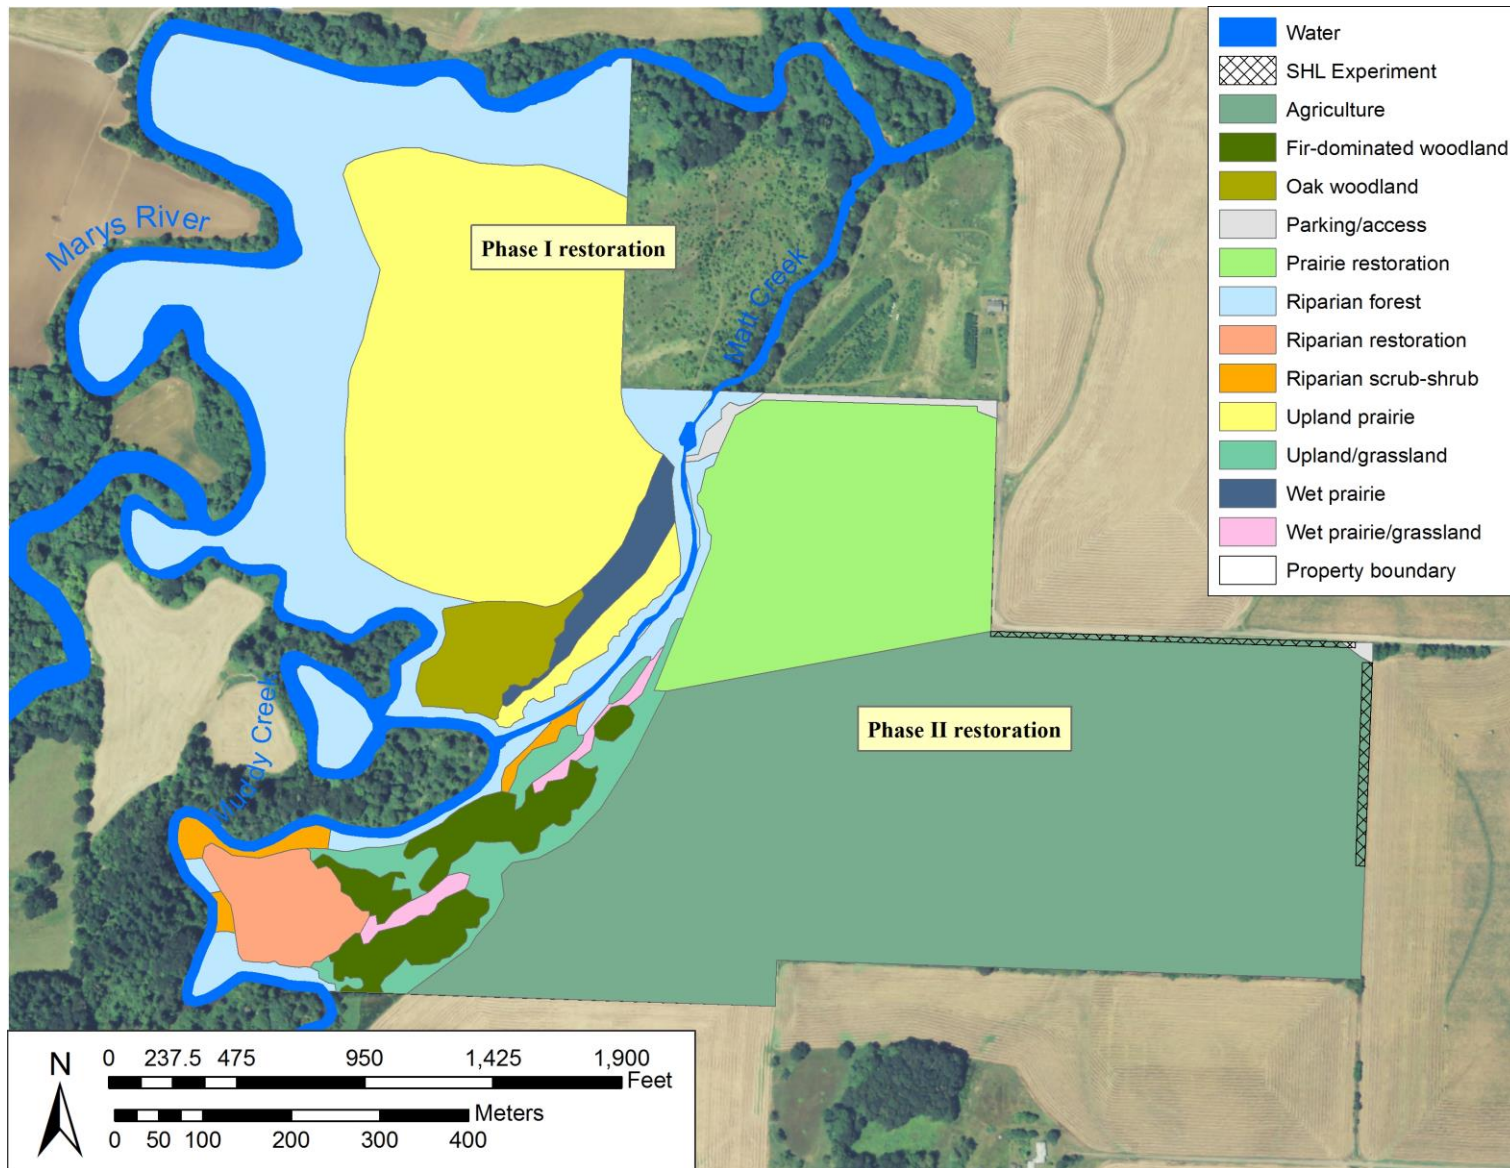 Water
SHL Experiment
Agriculture
Fir-dominated woodland
Oak woodland
Parking/access
Prairie restoration
Riparian forest
Riparian restoration
Riparian scrub-shrub
Upland prairie
Upland/grassland
Wet prairie
Wet prairie/grassland
Property boundary
Marys River
Phase I restoration
Matt Creek
Muddy Creek
Phase II restoration
N
0 237.5 475 950 1,425 1,900
Feet
Meters
0 50 100 200 300 400